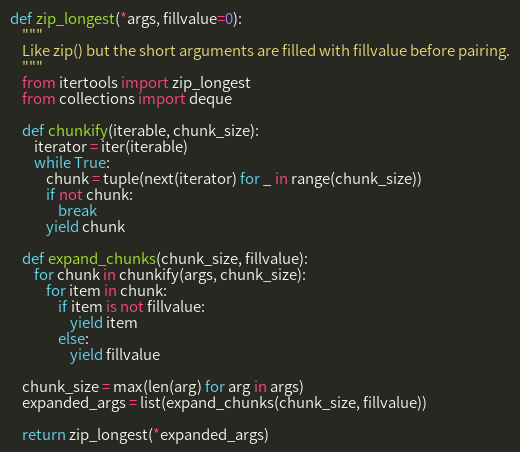 def zip_longest(*args, fillvalue=0):
"""
Like zip() but the short arguments are filled with fillvalue before pairing.
"""
from itertools import zip_longest
from collections import deque
def chunkify(iterable, chunk_size):
iterator = iter(iterable)
while True:
chunk = tuple(next(iterator) for _ in range(chunk_size))
if not chunk:
break
yield chunk
def expand_chunks(chunk_size, fillvalue):
for chunk in chunkify(args, chunk_size):
for item in chunk:
if item is not fillvalue:
yield item
else:
yield fillvalue
chunk_size = max(len(arg) for arg in args)
expanded_args = list(expand_chunks(chunk_size, fillvalue))
return zip_longest(*expanded_args)